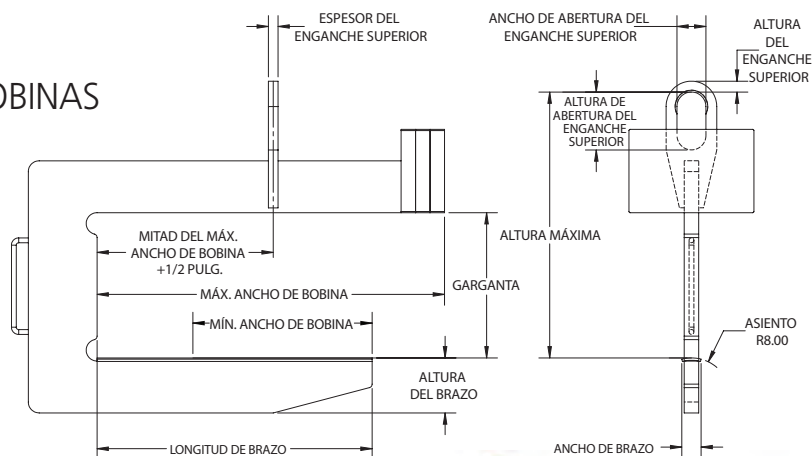 OBINAS
ESPESOR DEL
ENGANCHE SUPERIOR
ANCHO DE ABERTURA DEL
ENGANCHE SUPERIOR
ALTURA
DEL
ENGANCHE
SUPERIOR
ALTURA DE
ABERTURA DEL
ENGANCHE
SUPERIOR
MITAD DEL MÁX.
ANCHO DE BOBINA
+1/2 PULG.
ALTURA MÁXIMA
GARGANTA
MÁX. ANCHO DE BOBINA
MÍN. ANCHO DE BOBINA
ASIENTO
R8.00
ALTURA
DEL BRAZO
LONGITUD DE BRAZO
ANCHO DE BRAZO